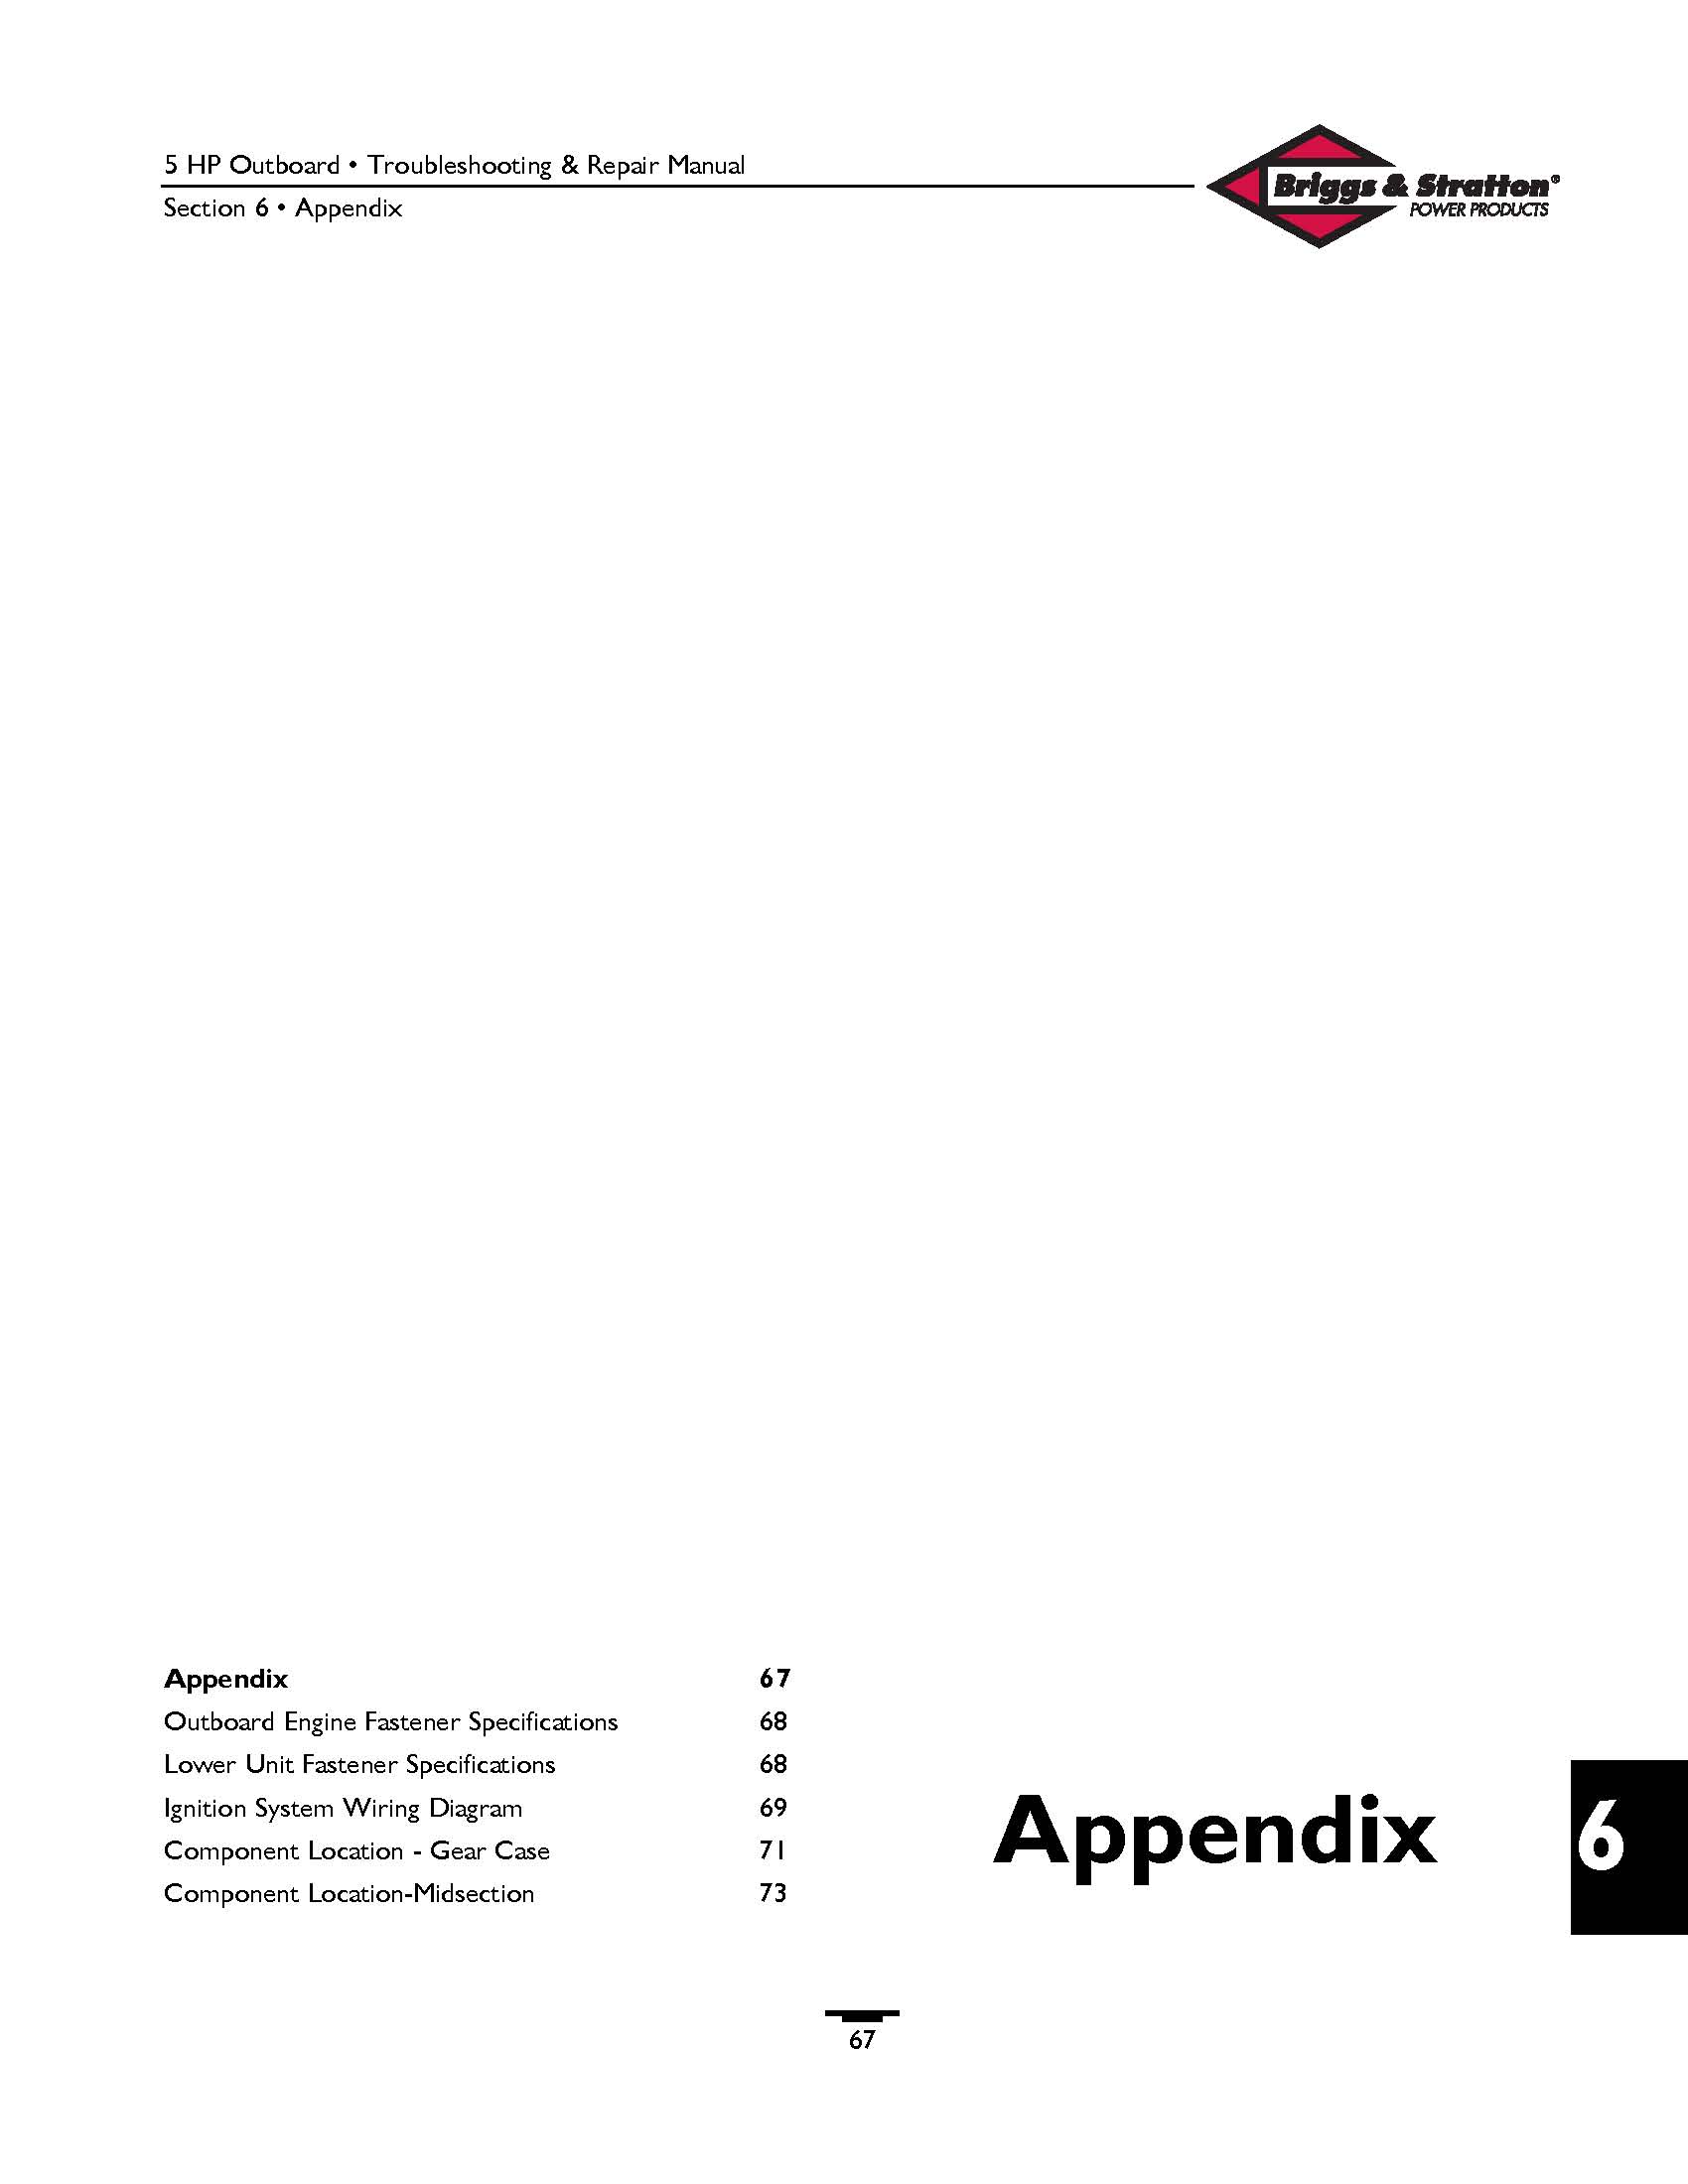 5 HP Outboard • Troubleshooting & Repair Manual
Section 6 • Appendix
Briggs & Stratton®
POWER PRODUCTS
Appendix 67
Outboard Engine Fastener Specifications 68
Lower Unit Fastener Specifications 68
Ignition System Wiring Diagram 69
Component Location - Gear Case 71
Component Location-Midsection 73
Appendix 6
67